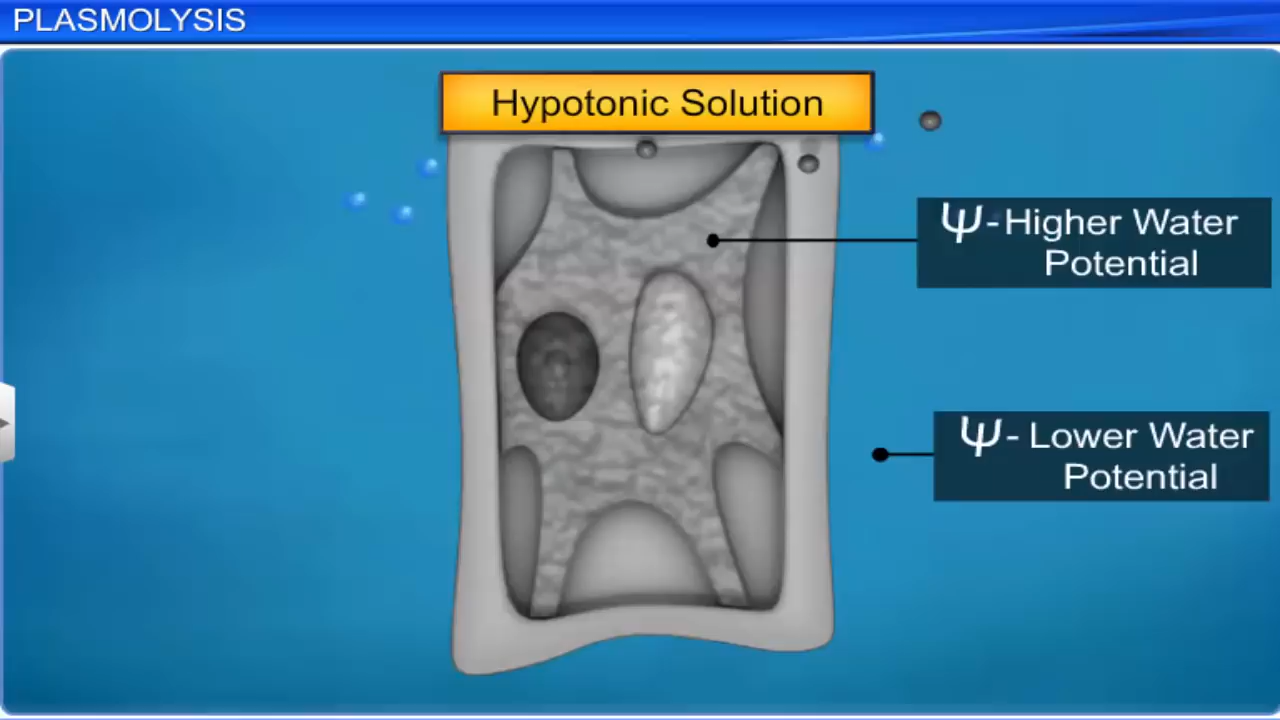 PLASMOLYSIS
Hypotonic Solution
Ψ-Higher Water
Potential
Ψ- Lower Water
Potential